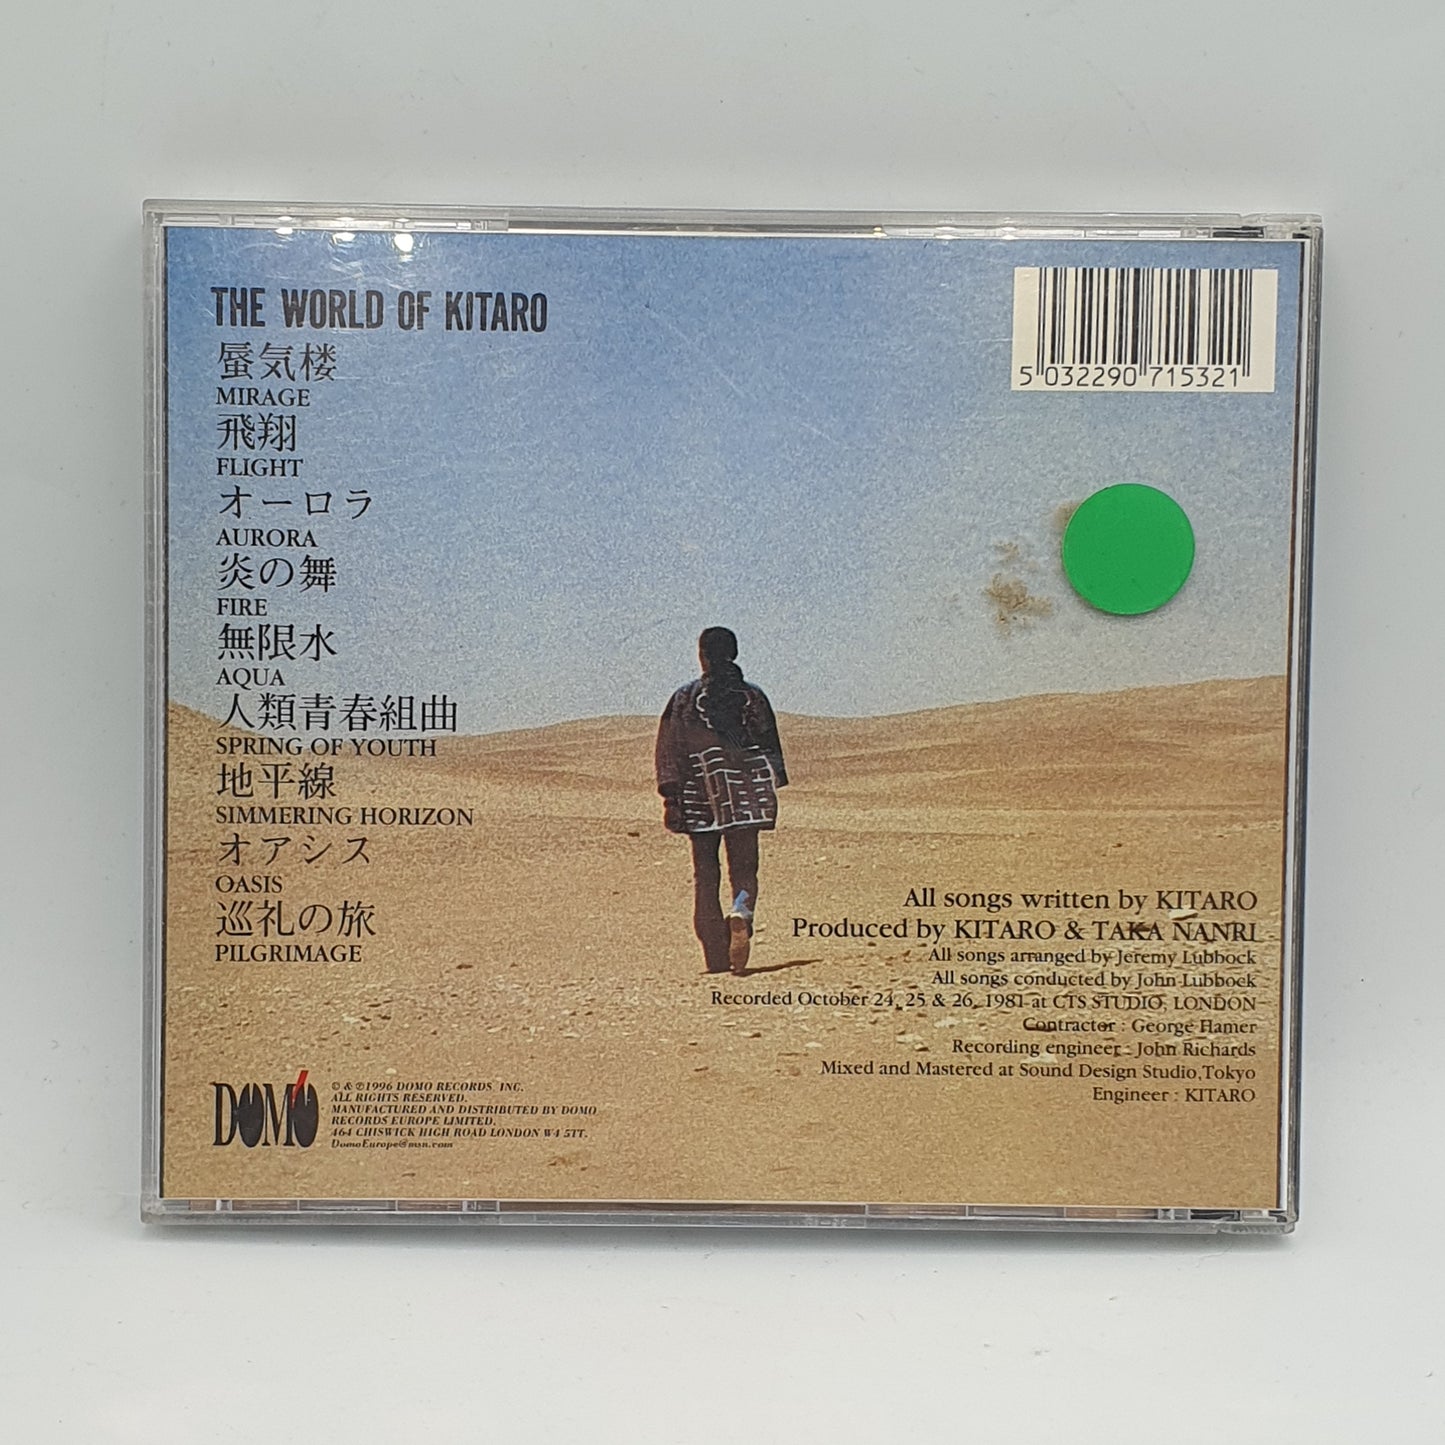 THE WORLD OF KITARO
蜃気楼
MIRAGE
飛翔
FLIGHT
オーロラ
AURORA
炎の舞
FIRE
無限水
AQUA
人類青春組曲
SPRING OF YOUTH
地平線
SIMMERING HORIZON
オアシス
OASIS
巡礼の旅
PILGRIMAGE
5 032290 715321
All songs written by KITARO
Produced by KITARO & TAKA NANRI
All songs arranged by Jeremy Lubbock
All songs conducted by John Lubbock
Recorded October 24, 25 & 26, 1981 at CTS STUDIO, LONDON
Contractor : George Hamer
Recording engineer : John Richards
Mixed and Mastered at Sound Design Studio,Tokyo
Engineer : KITARO
DOMO
© & ℗ 1996 DOMO RECORDS, INC.
ALL RIGHTS RESERVED.
MANUFACTURED AND DISTRIBUTED BY DOMO
RECORDS EUROPE LIMITED.
464 CHISWICK HIGH ROAD LONDON W4 5TT.
DomoEurope@msn.com